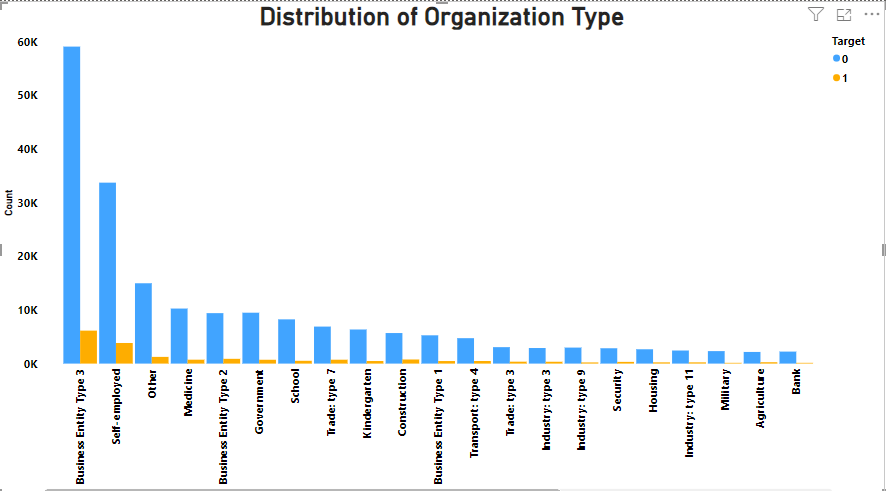 Distribution of Organization Type
Target
0
1
60K
50K
40K
30K
20K
10K
0K
Count
Business Entity Type 3
Self-employed
Other
Medicine
Business Entity Type 2
Government
School
Trade: type 7
Kindergarten
Construction
Business Entity Type 1
Transport: type 4
Trade: type 3
Industry: type 3
Industry: type 9
Security
Housing
Industry: type 11
Military
Agriculture
Bank